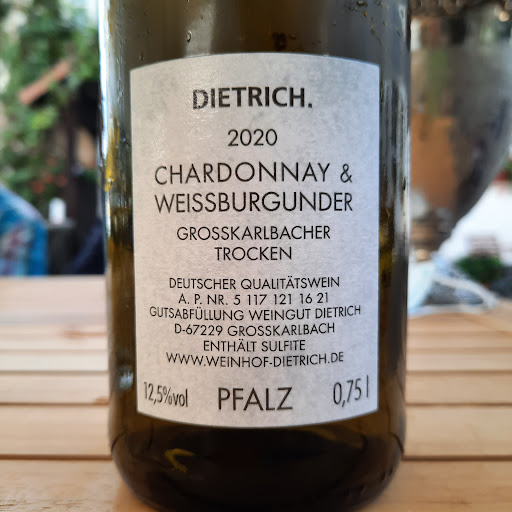 DIETRICH.
2020
CHARDONNAY &
WEISSBURGUNDER
GROSSKARLBACHER
TROCKEN
DEUTSCHER QUALITÄTSWEIN
A. P. NR. 5 117 121 16 21
GUTSABFÜLLUNG WEINGUT DIETRICH
D-67229 GROSSKARLBACH
ENTHÄLT SULFITE
WWW.WEINHOF-DIETRICH.DE
12,5%vol PFALZ 0,75 l